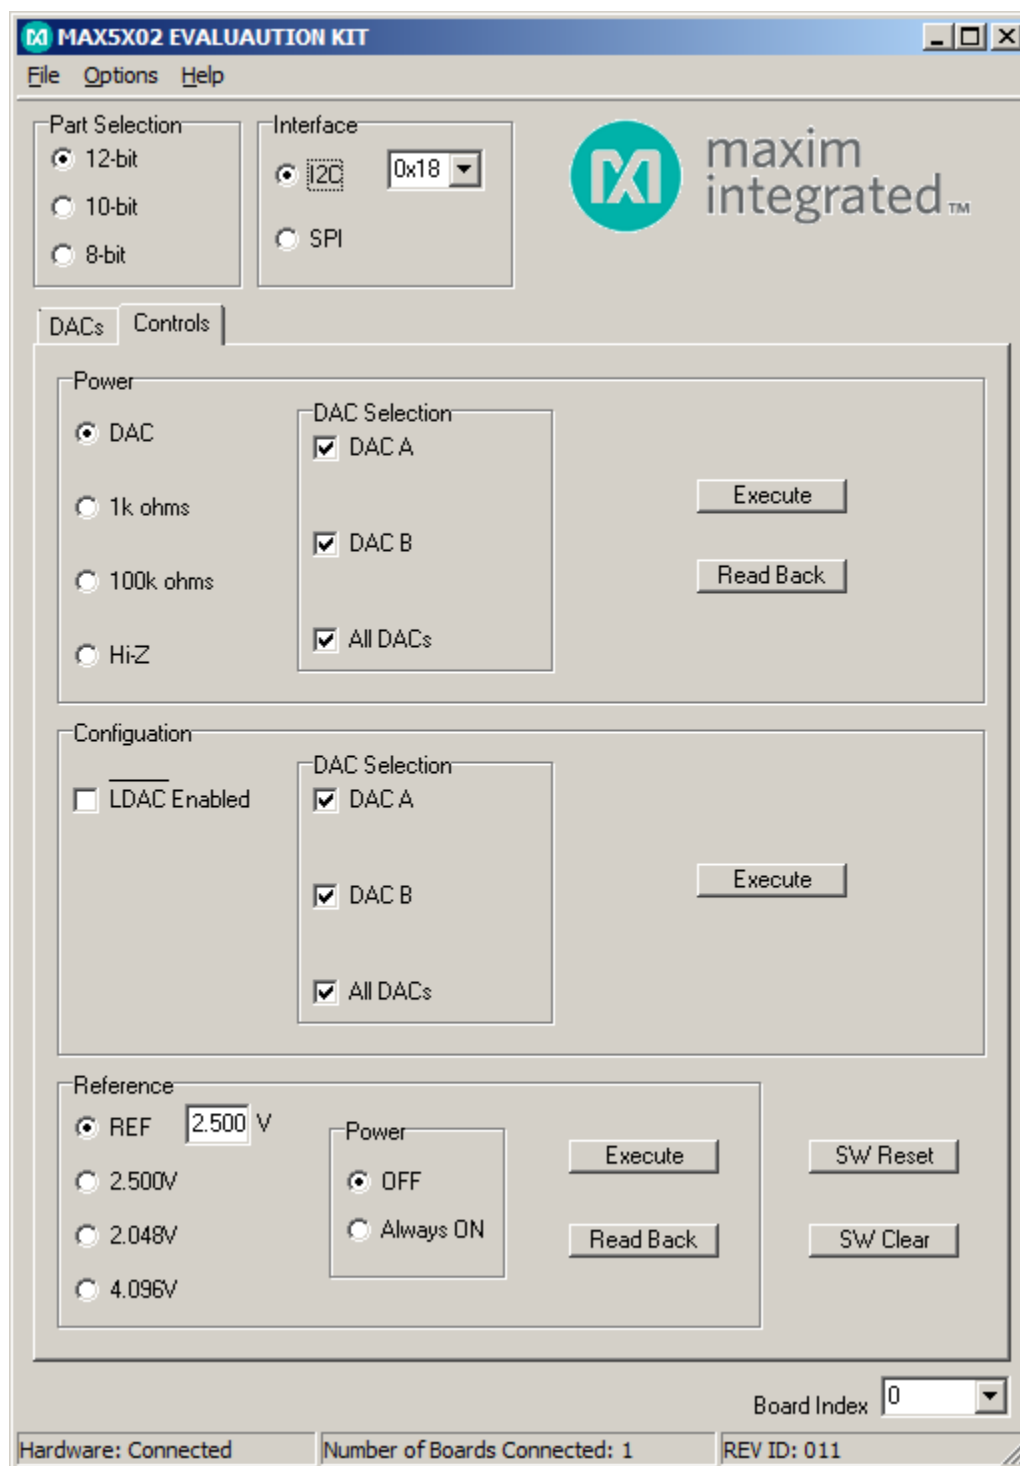 MAX5X02 EVALUAUTION KIT
File Options Help
Part Selection
12-bit
10-bit
8-bit
Interface
I2C 0x18
SPI
maxim
integrated™
DACs Controls
Power
DAC
1k ohms
100k ohms
Hi-Z
DAC Selection
DAC A
DAC B
All DACs
Execute
Read Back
Configuation
LDAC Enabled
DAC Selection
DAC A
DAC B
All DACs
Execute
Reference
REF 2.500 V
2.500V
2.048V
4.096V
Power
OFF
Always ON
Execute
Read Back
SW Reset
SW Clear
Board Index 0
Hardware: Connected Number of Boards Connected: 1 REV ID: 011